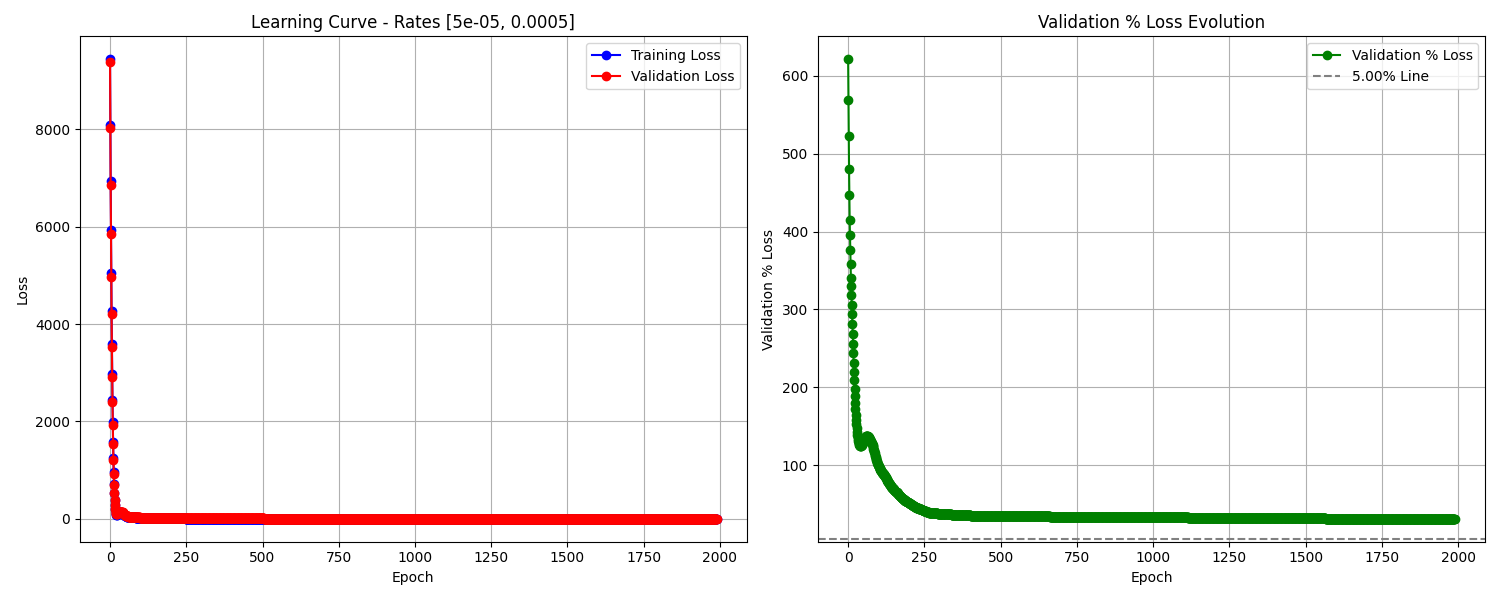 Learning Curve - Rates [5e-05, 0.0005]
Training Loss
Validation Loss
8000
6000
4000
2000
0
Loss
0 250 500 750 1000 1250 1500 1750 2000
Epoch
Validation % Loss Evolution
Validation % Loss
5.00% Line
600
500
400
300
200
100
Validation % Loss
0 250 500 750 1000 1250 1500 1750 2000
Epoch